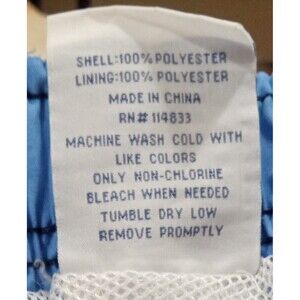 SHELL:100% POLYESTER
LINING:100% POLYESTER
MADE IN CHINA
RN# 114833
MACHINE WASH COLD WITH
LIKE COLORS
ONLY NON-CHLORINE
BLEACH WHEN NEEDED
TUMBLE DRY LOW
REMOVE PROMPTLY